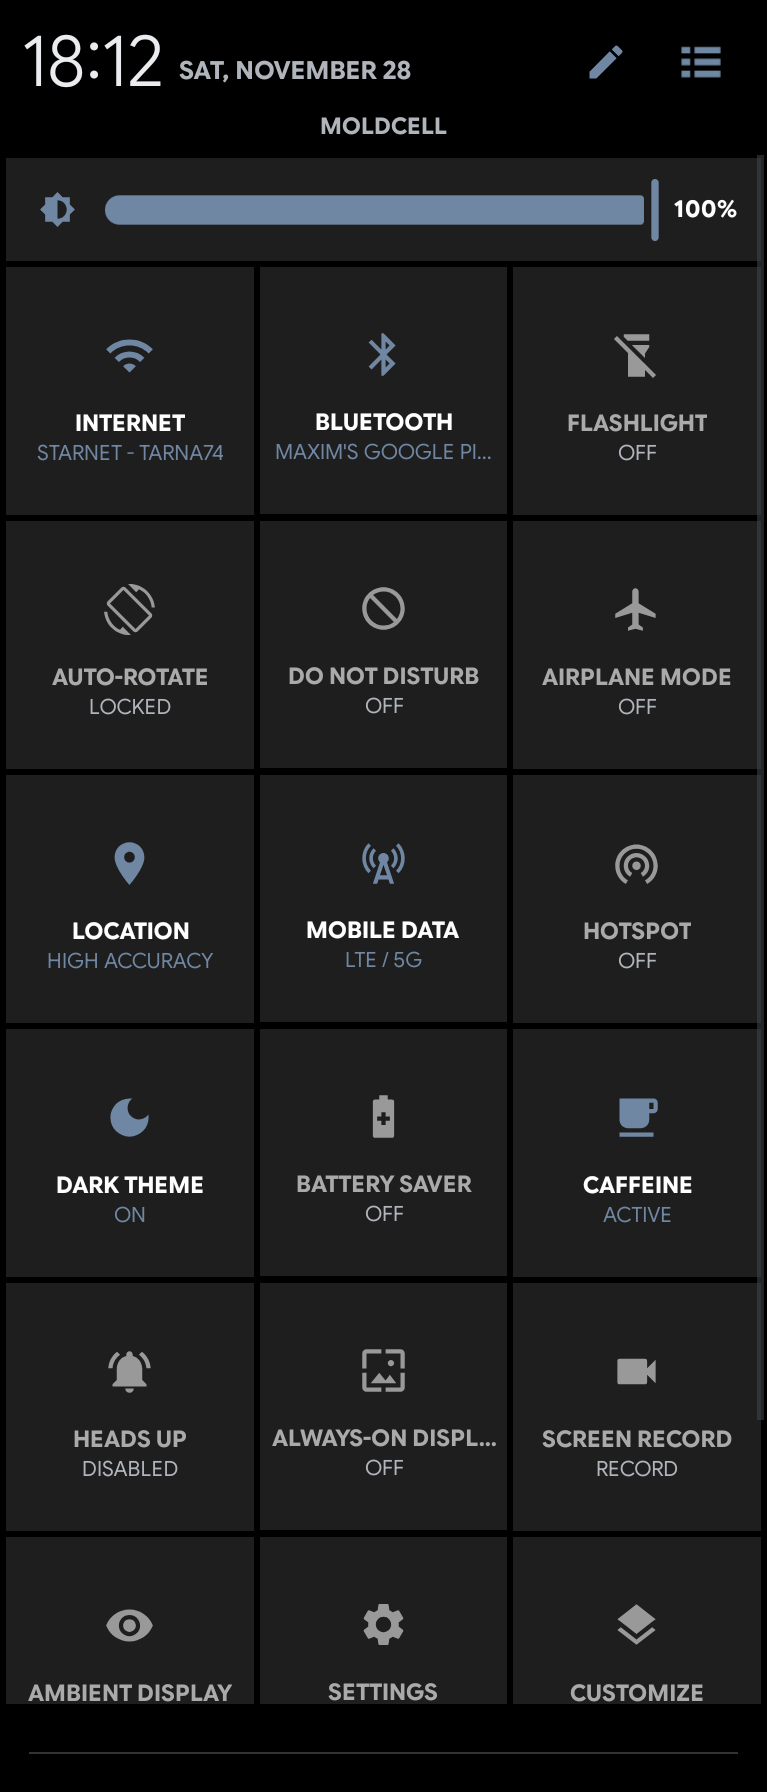 18:12 SAT, NOVEMBER 28
MOLDCELL
100%
INTERNET
STARNET - TARNA74
BLUETOOTH
MAXIM'S GOOGLE PI...
FLASHLIGHT
OFF
AUTO-ROTATE
LOCKED
DO NOT DISTURB
OFF
AIRPLANE MODE
OFF
LOCATION
HIGH ACCURACY
MOBILE DATA
LTE / 5G
HOTSPOT
OFF
DARK THEME
ON
BATTERY SAVER
OFF
CAFFEINE
ACTIVE
HEADS UP
DISABLED
ALWAYS-ON DISPL...
OFF
SCREEN RECORD
RECORD
AMBIENT DISPLAY
SETTINGS
CUSTOMIZE